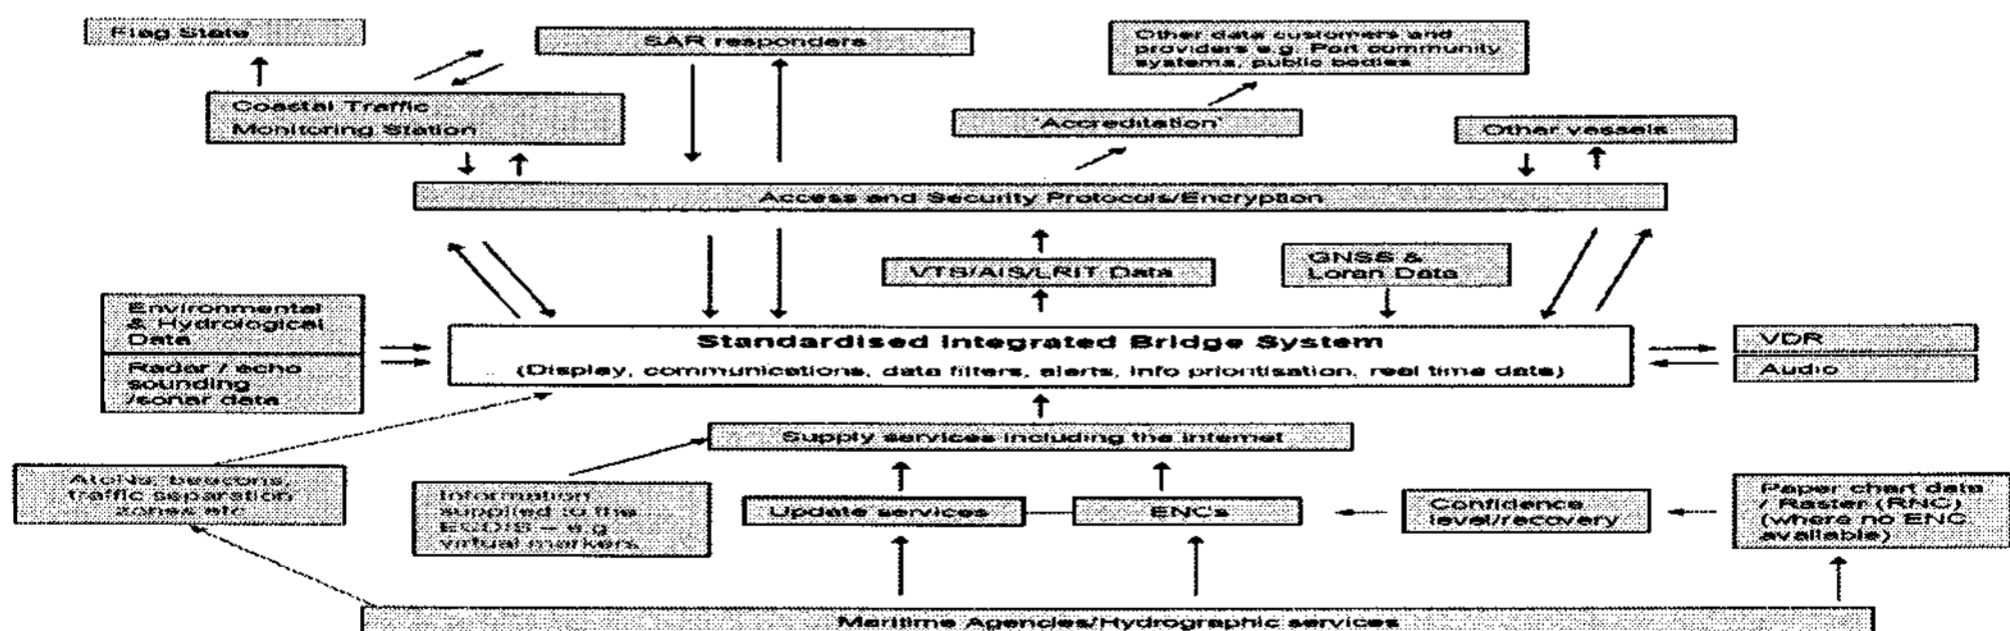 Flag State
SAR responders
Other data customers and
providers e.g. Port community
systems, public bodies
Coastal Traffic
Monitoring Station
'Accreditation'
Other vessels
Access and Security Protocols/Encryption
VTS/AIS/LRIT Data
GNSS &
Loran Data
Environmental
& Hydrological
Data
Radar / echo
sounding
/sonar data
Standardised Integrated Bridge System
(Display, communications, data filters, alerts, info prioritisation, real time date)
VDR
Audio
Supply services including the internet
AtoNs, beacons,
traffic separation
zones etc
Information
supplied to the
ECDIS – e.g
virtual markers
Update services
ENCs
Confidence
level/recovery
Paper chart data
/ Raster (RNC)
(where no ENC
available)
Maritime Agencies/Hydrographic services